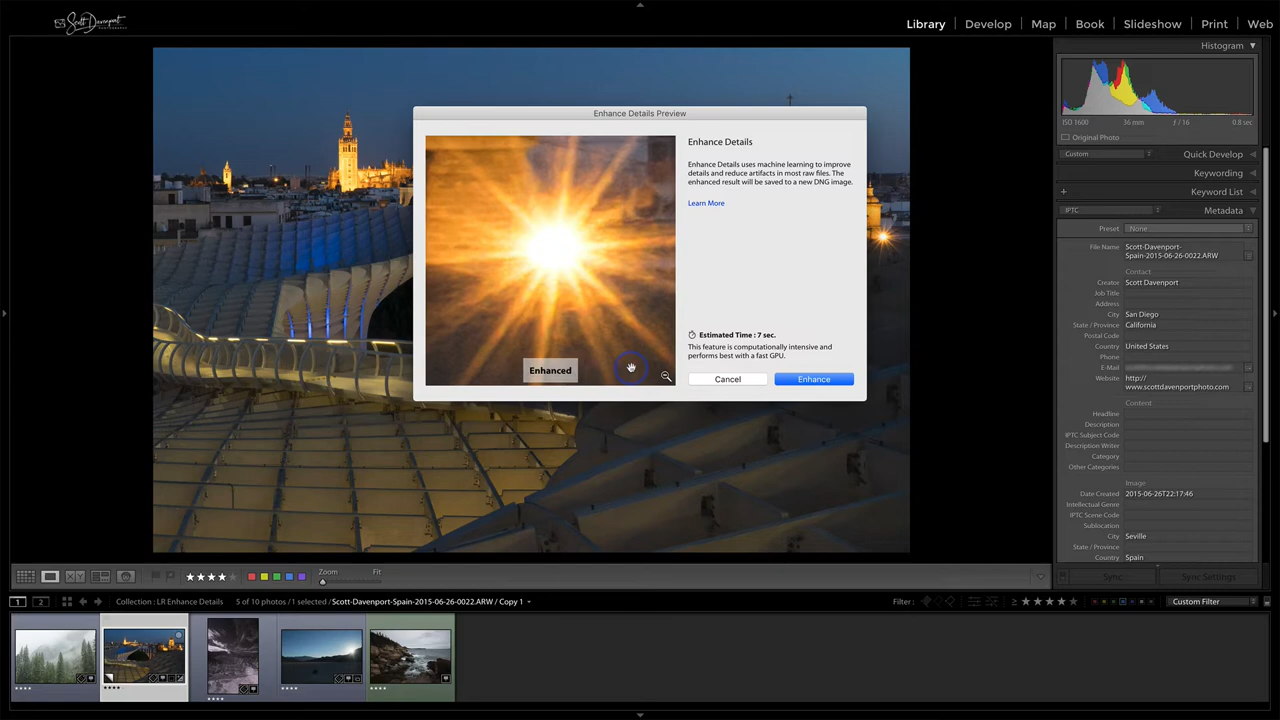 Scott Davenport
PHOTOGRAPHY
Library | Develop | Map | Book | Slideshow | Print | Web
Histogram
ISO 1600 36 mm f / 16 0.8 sec
Original Photo
Custom Quick Develop
Keywording
+ Keyword List
IPTC Metadata
Preset None
File Name Scott-Davenport-
Spain-2015-06-26-0022.ARW
Contact
Creator Scott Davenport
Job Title
Address
City San Diego
State / Province California
Postal Code
Country United States
Phone
E-Mail
Website http://
www.scottdavenportphoto.com
Content
Headline
Description
IPTC Subject Code
Description Writer
Category
Other Categories
Image
Date Created 2015-06-26T22:17:46
Intellectual Genre
IPTC Scene Code
Sublocation
City Seville
State / Province
Country Spain
Sync Sync Settings
Enhance Details Preview
Enhance Details
Enhance Details uses machine learning to improve
details and reduce artifacts in most raw files. The
enhanced result will be saved to a new DNG image.
Learn More
Estimated Time : 7 sec.
This feature is computationally intensive and
performs best with a fast GPU.
Enhanced
Cancel Enhance
Zoom Fit
1 2 Collection : LR Enhance Details 5 of 10 photos / 1 selected / Scott-Davenport-Spain-2015-06-26-0022.ARW / Copy 1
Filter : Custom Filter